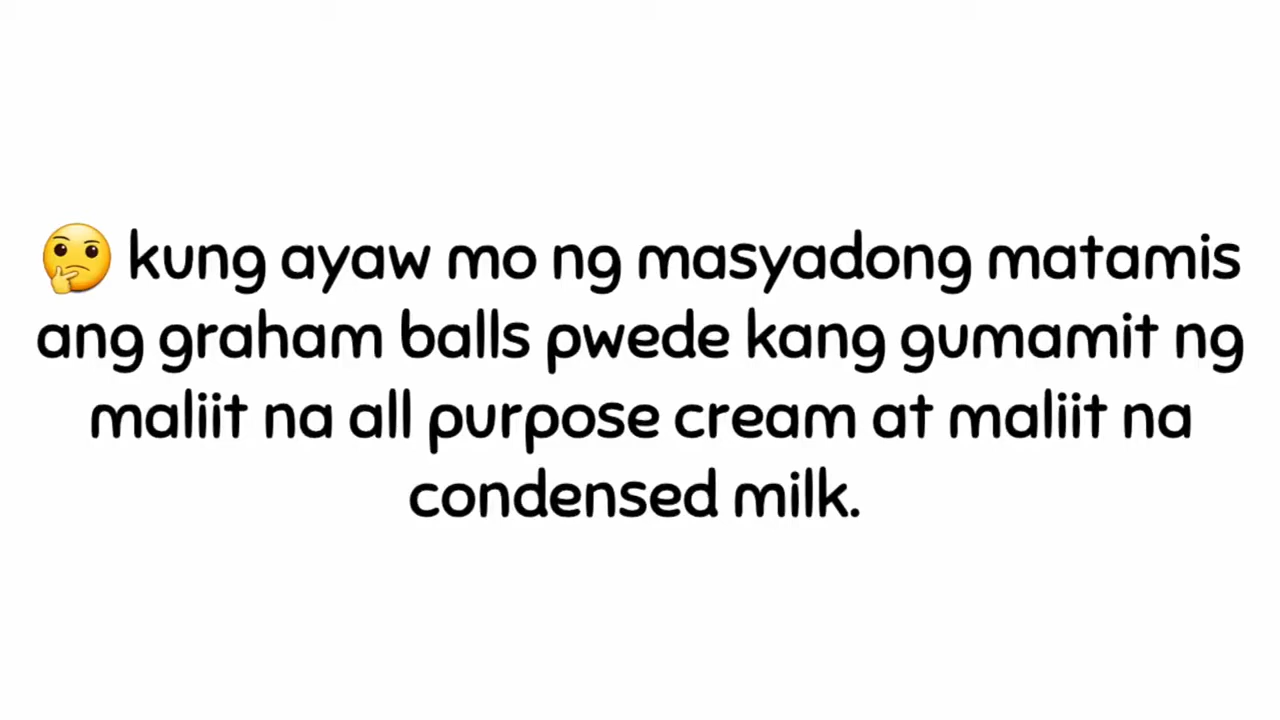 🤔 kung ayaw mo ng masyadong matamis
ang graham balls pwede kang gumamit ng
maliit na all purpose cream at maliit na
condensed milk.